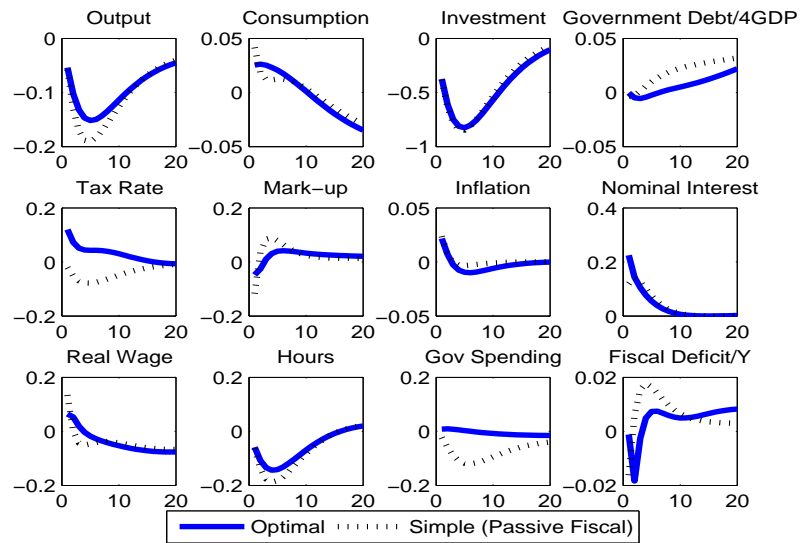 Output Consumption Investment Government Debt/4GDP
0 0.05 0 0.05
−0.1 0 −0.5 0
−0.2 −0.05 −1 −0.05
0 10 20 0 10 20 0 10 20 0 10 20
Tax Rate Mark−up Inflation Nominal Interest
0.2 0.2 0.05 0.4
0 0 0 0.2
−0.2 −0.2 −0.05 0
0 10 20 0 10 20 0 10 20 0 10 20
Real Wage Hours Gov Spending Fiscal Deficit/Y
0.2 0.2 0.2 0.02
0 0 0 0
−0.2 −0.2 −0.2 −0.02
0 10 20 0 10 20 0 10 20 0 10 20
Optimal Simple (Passive Fiscal)